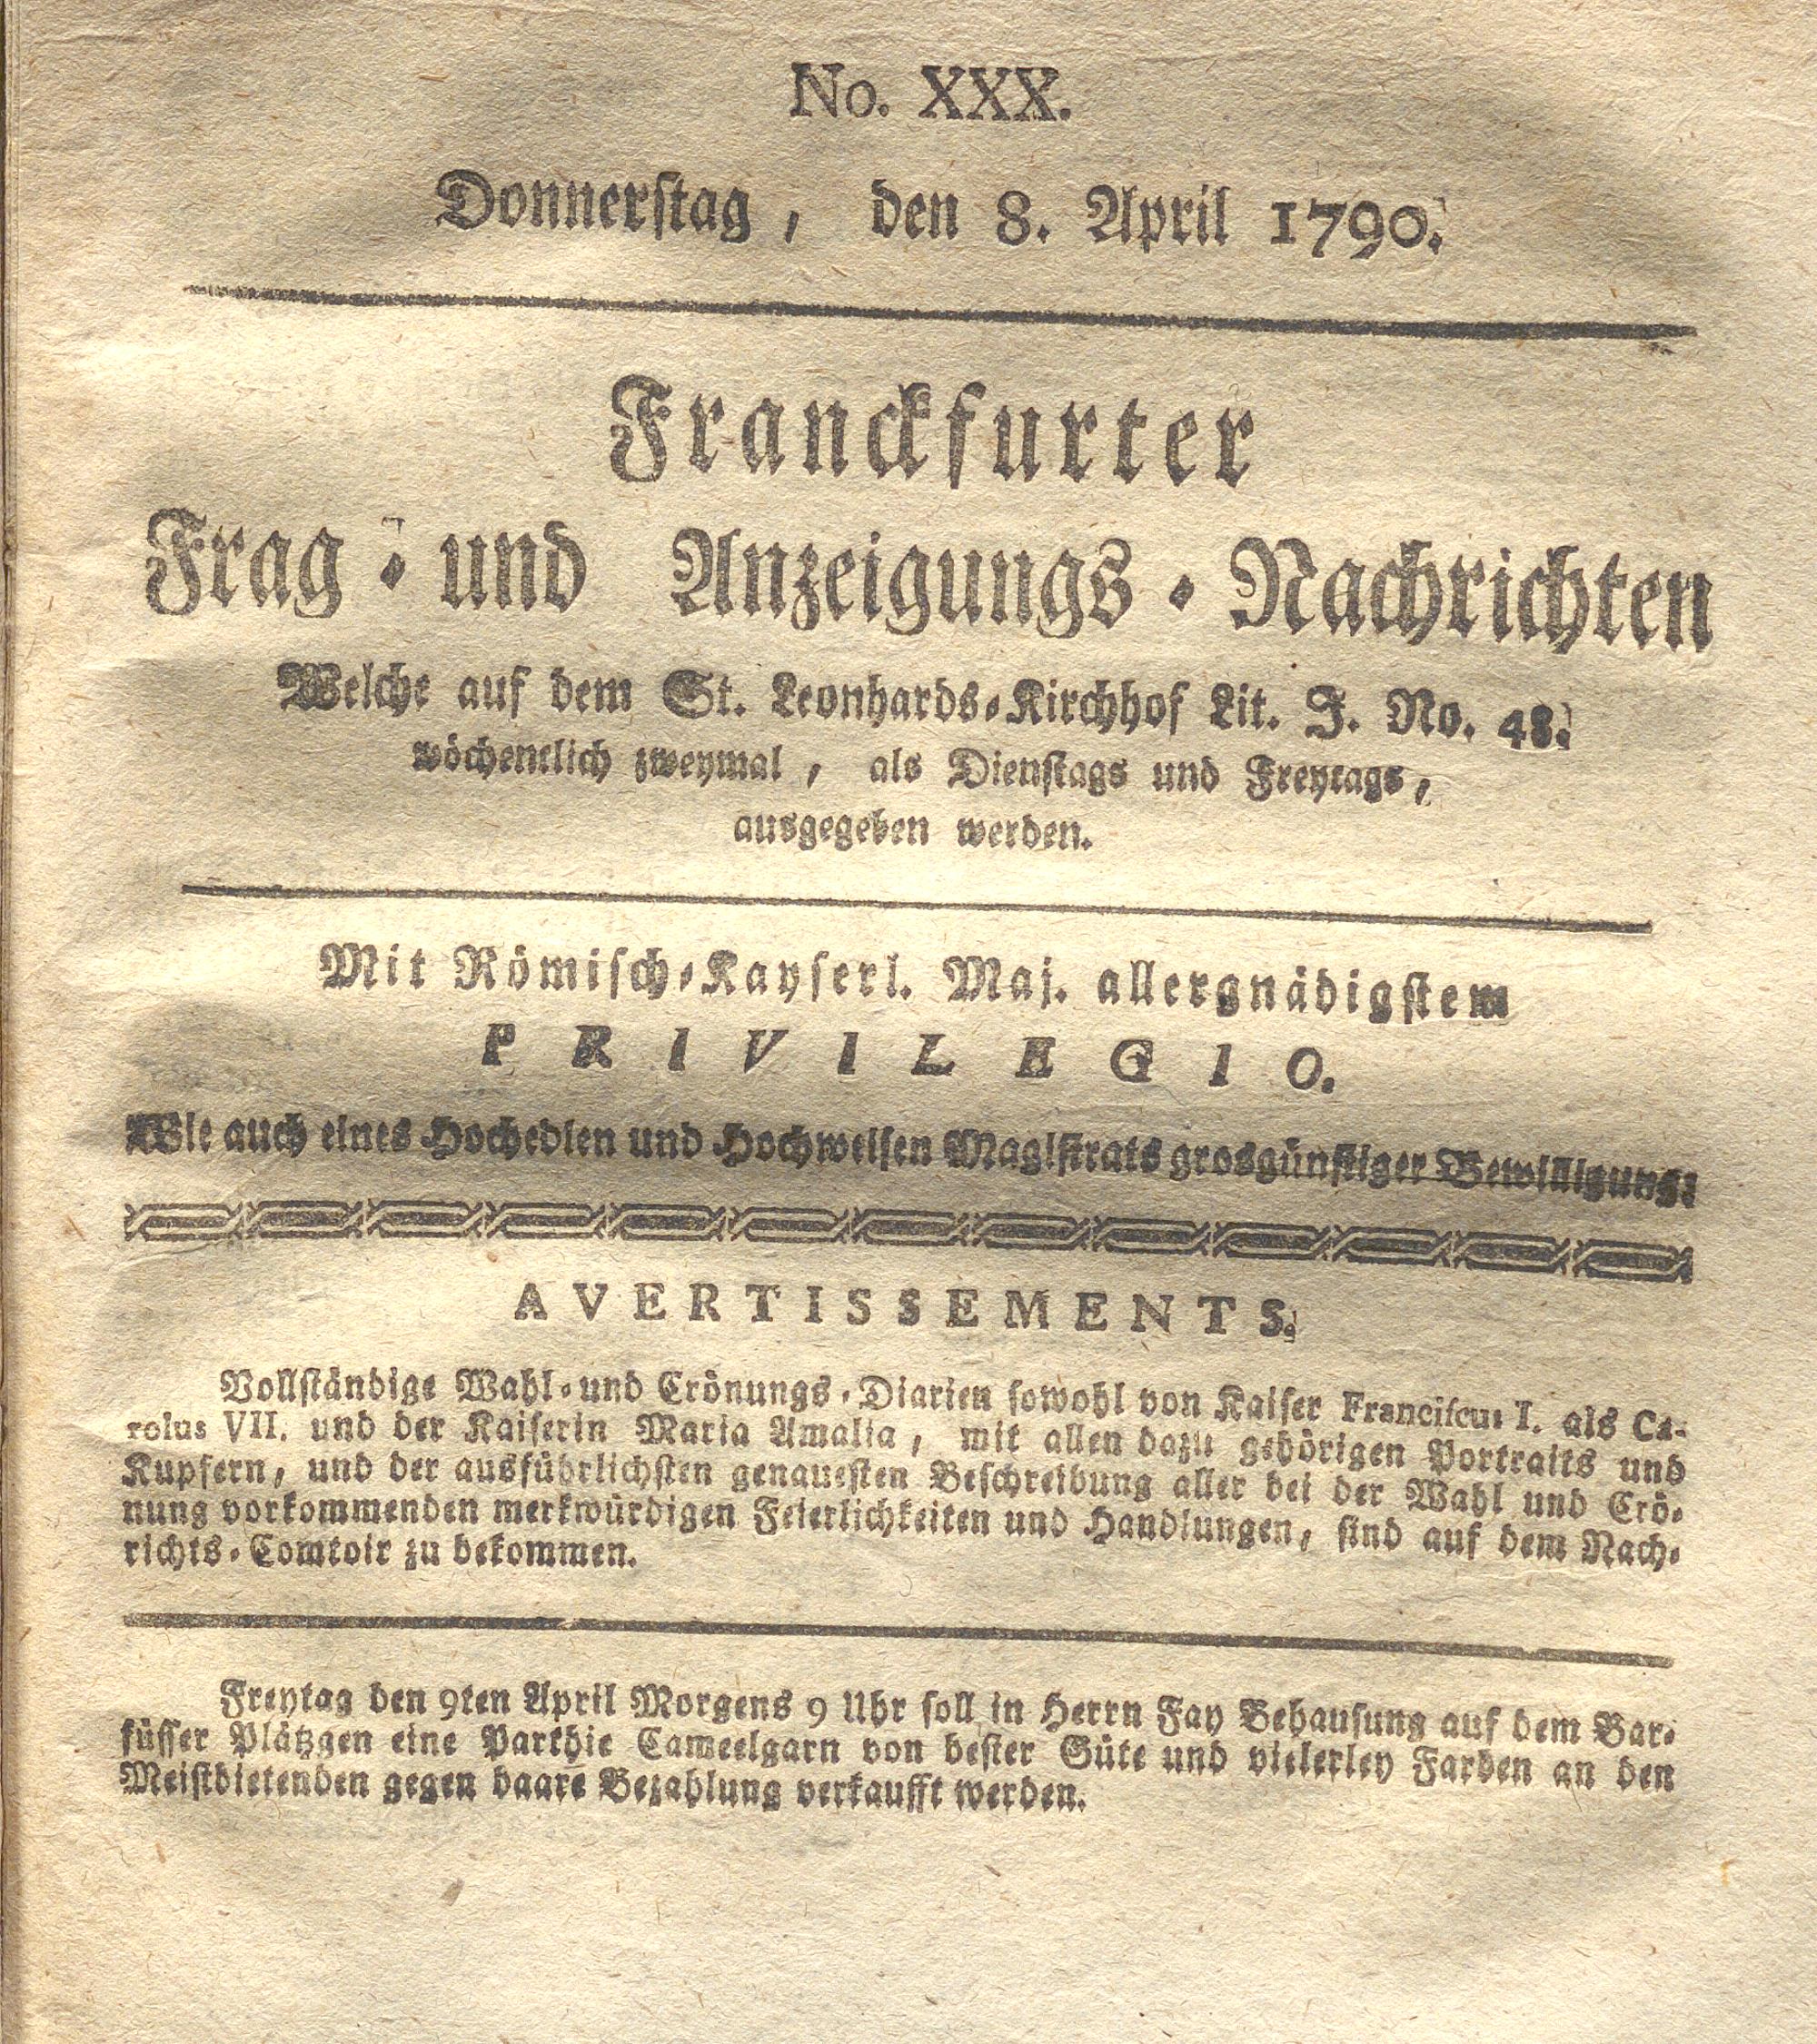 No. XXX.
Donnerstag, den 8. April 1790.
Franckfurter
Frag- und Anzeigungs-Nachrichten
Welche auf dem St. Leonhards-Kirchhof Lit. J. No. 48.
wöchentlich zweymal, als Dienstags und Freytags,
ausgegeben werden.
Mit Römisch-Kayserl. Maj. allergnädigstem
PRIVILEGIO.
Wie auch eines Hochedlen und Hochweisen Magistrats grosgünstiger Bewilligung.
AVERTISSEMENTS.
Vollständige Wahl-und Crönungs-Diarien sowohl von Kaiser Franciscus I. als Ca-
rolus VII. und der Kaiserin Maria Amalia, mit allen dazu gehörigen Portraits und
Kupfern, und der ausführlichsten genauesten Beschreibung aller bei der Wahl und Crö-
nung vorkommenden merkwürdigen Feierlichkeiten und Handlungen, sind auf dem Nach-
richts-Comtoir zu bekommen.
Freytag den 9ten April Morgens 9 Uhr soll in Herrn Fay Behausung auf dem Bar-
füsser Plätzgen eine Parthie Cameelgarn von bester Güte und vielerley Farben an den
Meistbietenden gegen baare Bezahlung verkaufft werden.